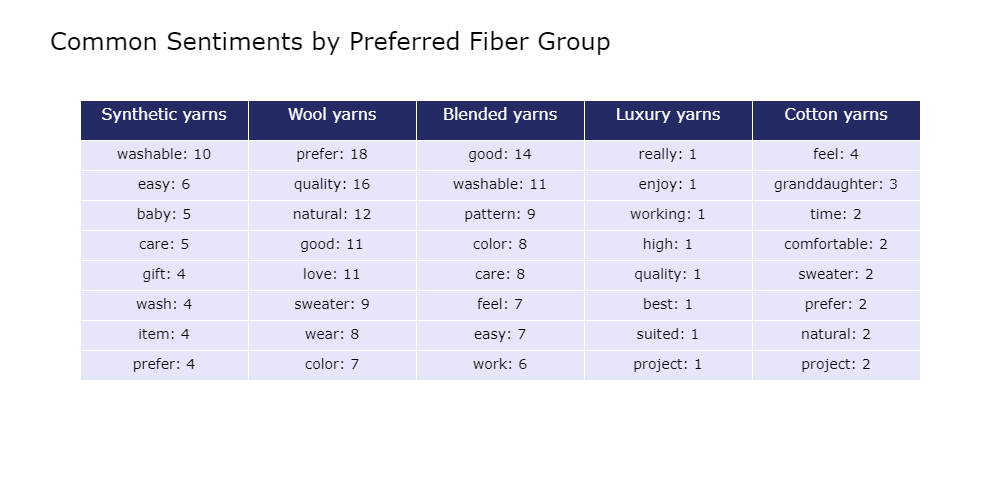 Common Sentiments by Preferred Fiber Group
Synthetic yarns Wool yarns Blended yarns Luxury yarns Cotton yarns
washable: 10 prefer: 18 good: 14 really: 1 feel: 4
easy: 6 quality: 16 washable: 11 enjoy: 1 granddaughter: 3
baby: 5 natural: 12 pattern: 9 working: 1 time: 2
care: 5 good: 11 color: 8 high: 1 comfortable: 2
gift: 4 love: 11 care: 8 quality: 1 sweater: 2
wash: 4 sweater: 9 feel: 7 best: 1 prefer: 2
item: 4 wear: 8 easy: 7 suited: 1 natural: 2
prefer: 4 color: 7 work: 6 project: 1 project: 2